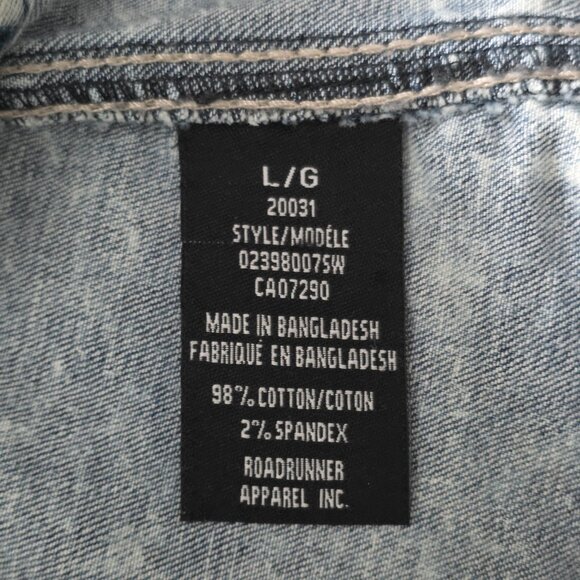 L/G
20031
STYLE/MODÉLE
02398007SW
CA07290
MADE IN BANGLADESH
FABRIQUÉ EN BANGLADESH
98% COTTON/COTON
2% SPANDEX
ROADRUNNER
APPAREL INC.